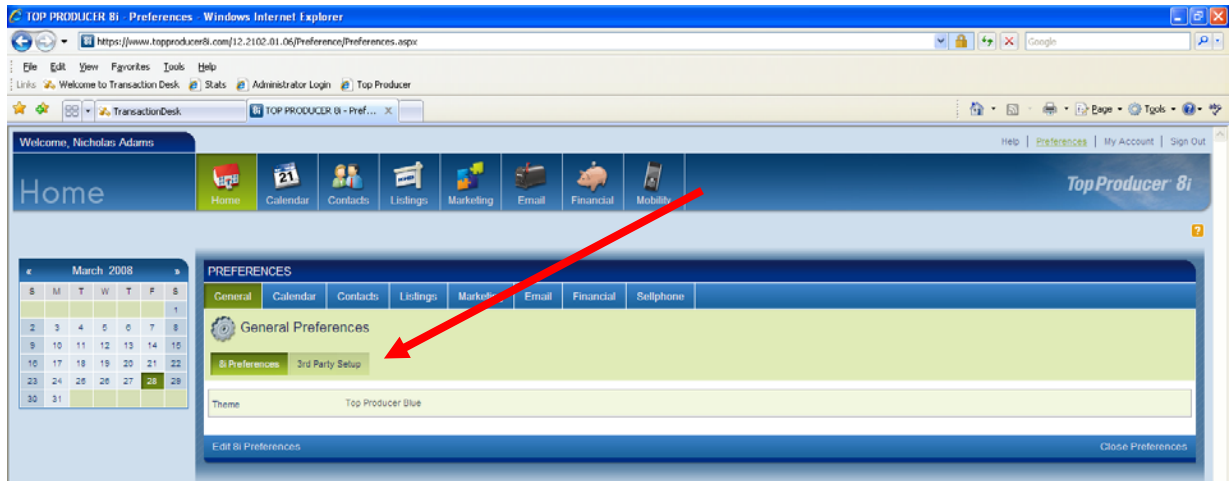 TOP PRODUCER 8i - Preferences - Windows Internet Explorer
https://www.topproducer8i.com/12.2102.01.06/Preference/Preferences.aspx
Google
File Edit View Favorites Tools Help
Links Welcome to Transaction Desk Stats Administrator Login Top Producer
TransactionDesk TOP PRODUCER 8i - Pref... Page Tools
Welcome, Nicholas Adams Help | Preferences | My Account | Sign Out
Home
Home Calendar Contacts Listings Marketing Email Financial Mobility
Top Producer 8i
?
« March 2008 »
S M T W T F S
1
2 3 4 5 6 7 8
9 10 11 12 13 14 15
16 17 18 19 20 21 22
23 24 25 26 27 28 29
30 31
PREFERENCES
General Calendar Contacts Listings Marketing Email Financial Sellphone
General Preferences
8i Preferences 3rd Party Setup
Theme Top Producer Blue
Edit 8i Preferences Close Preferences